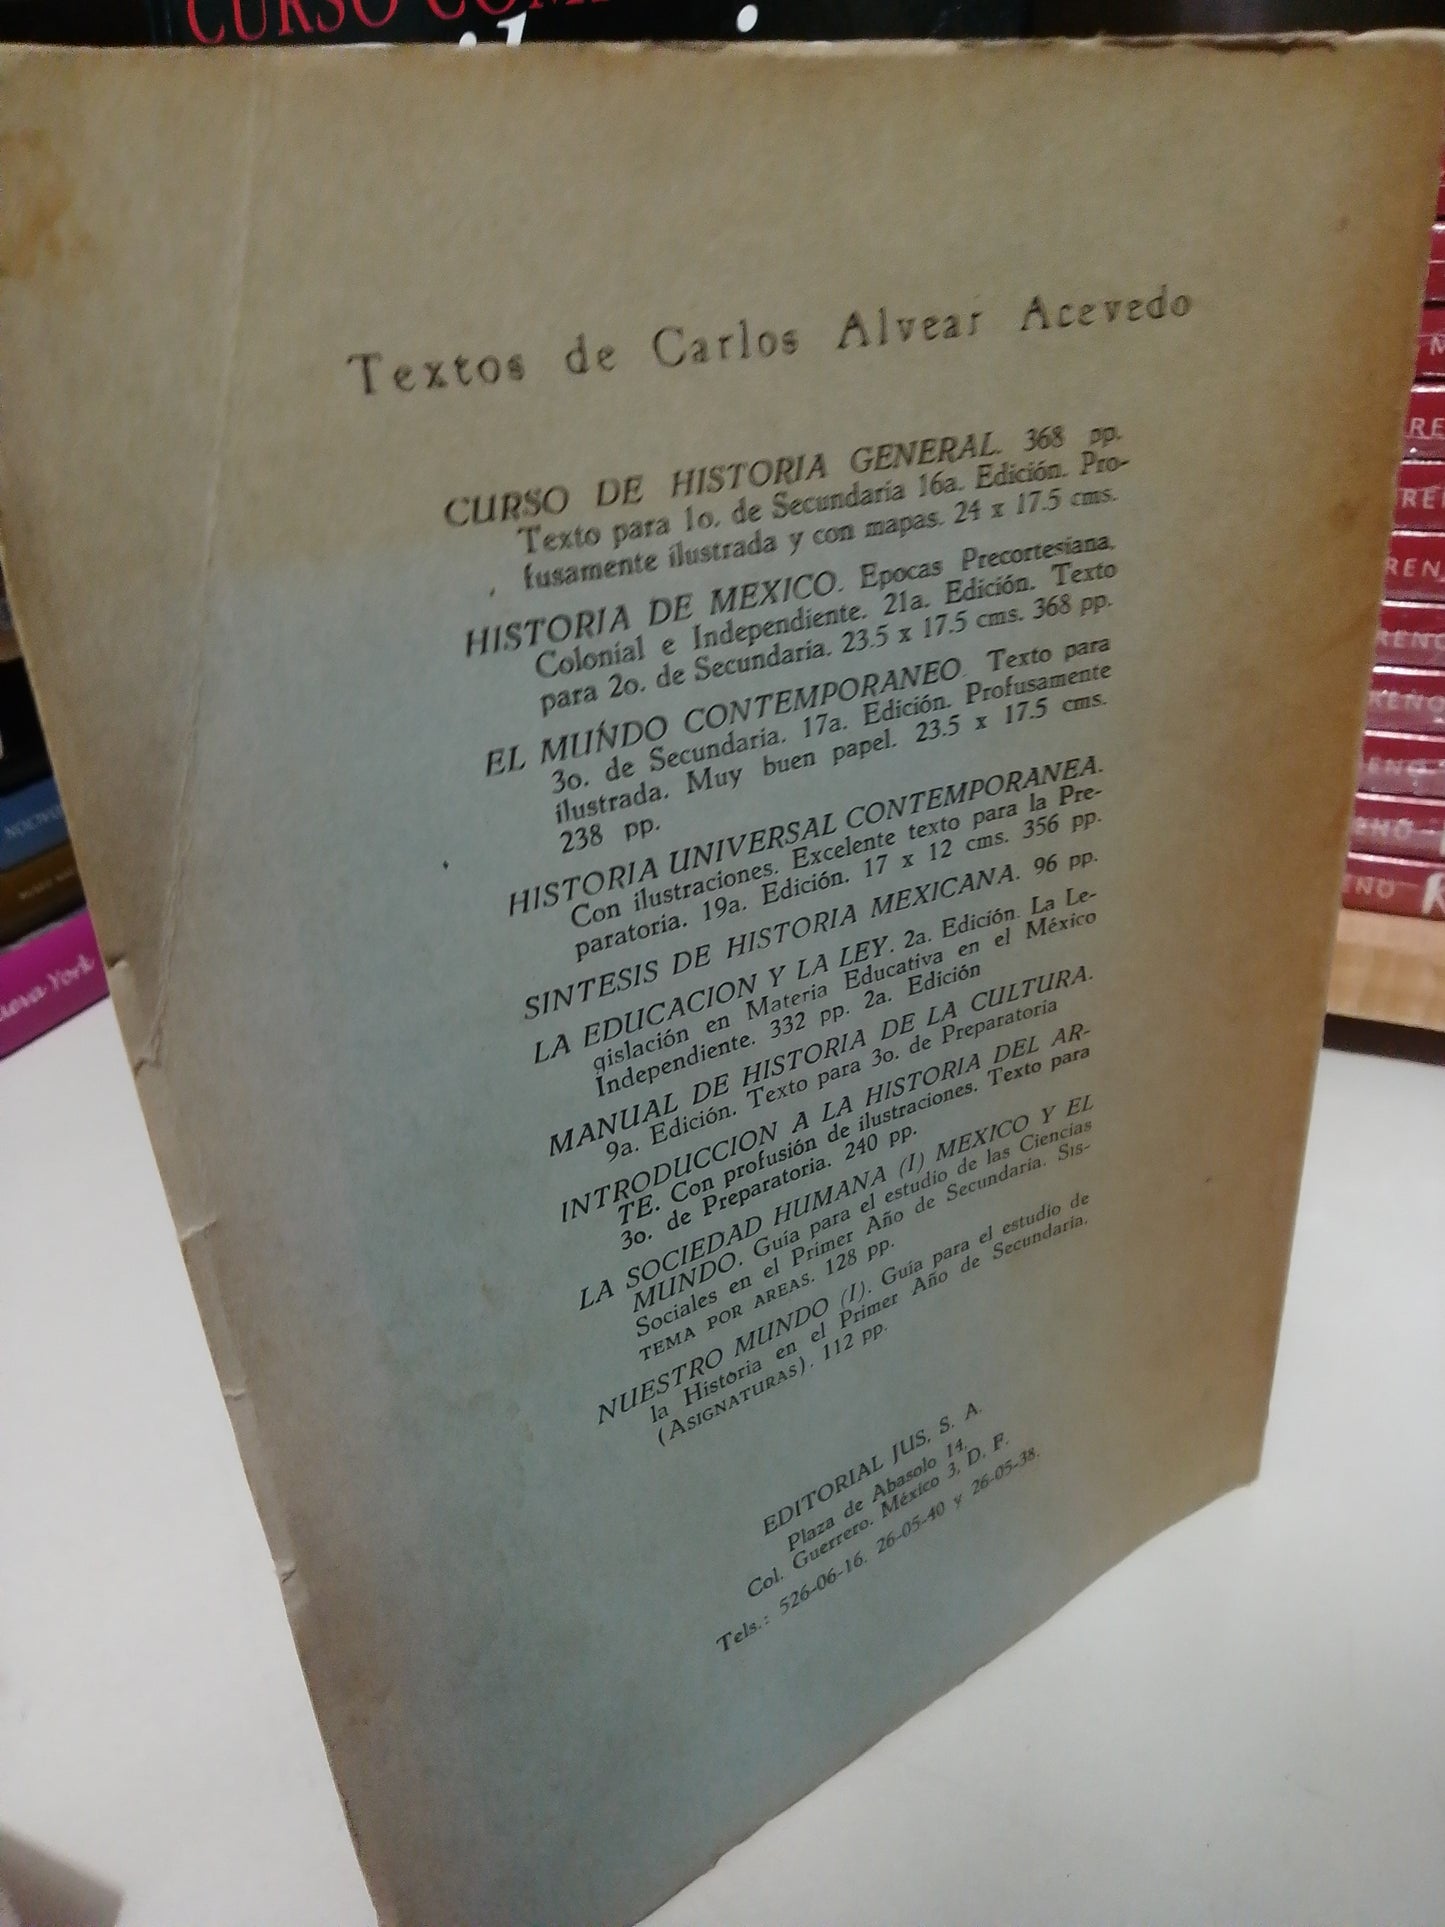 CURSO
Textos de Carlos Alvear Acevedo
CURSO DE HISTORIA GENERAL. 368 pp.
Texto para 1o. de Secundaria 16a. Edición. Pro-
fusamente ilustrada y con mapas. 24 x 17.5 cms.
HISTORIA DE MEXICO. Epocas Precortesiana,
Colonial e Independiente. 21a. Edición. Texto
para 2o. de Secundaria. 23.5 x 17.5 cms. 368 pp.
EL MUNDO CONTEMPORANEO. Texto para
3o. de Secundaria. 17a. Edición. Profusamente
ilustrada. Muy buen papel. 23.5 x 17.5 cms.
238 pp.
HISTORIA UNIVERSAL CONTEMPORANEA.
Con ilustraciones. Excelente texto para la Pre-
paratoria. 19a. Edición. 17 x 12 cms. 356 pp.
SINTESIS DE HISTORIA MEXICANA. 96 pp.
LA EDUCACION Y LA LEY. 2a. Edición. La Le-
gislación en Materia Educativa en el México
Independiente. 332 pp. 2a. Edición
MANUAL DE HISTORIA DE LA CULTURA.
9a. Edición. Texto para 3o. de Preparatoria
INTRODUCCION A LA HISTORIA DEL AR-
TE. Con profusión de ilustraciones. Texto para
3o. de Preparatoria. 240 pp.
LA SOCIEDAD HUMANA (I) MEXICO Y EL
MUNDO. Guía para el estudio de las Ciencias
Sociales en el Primer Año de Secundaria. SIS-
TEMA POR AREAS. 128 pp.
NUESTRO MUNDO (I). Guía para el estudio de
la Historia en el Primer Año de Secundaria.
(ASIGNATURAS). 112 pp.
EDITORIAL JUS, S. A.
Plaza de Abasolo 14,
Col. Guerrero. México 3, D. F.
Tels.: 526-06-16. 26-05-40 y 26-05-38.